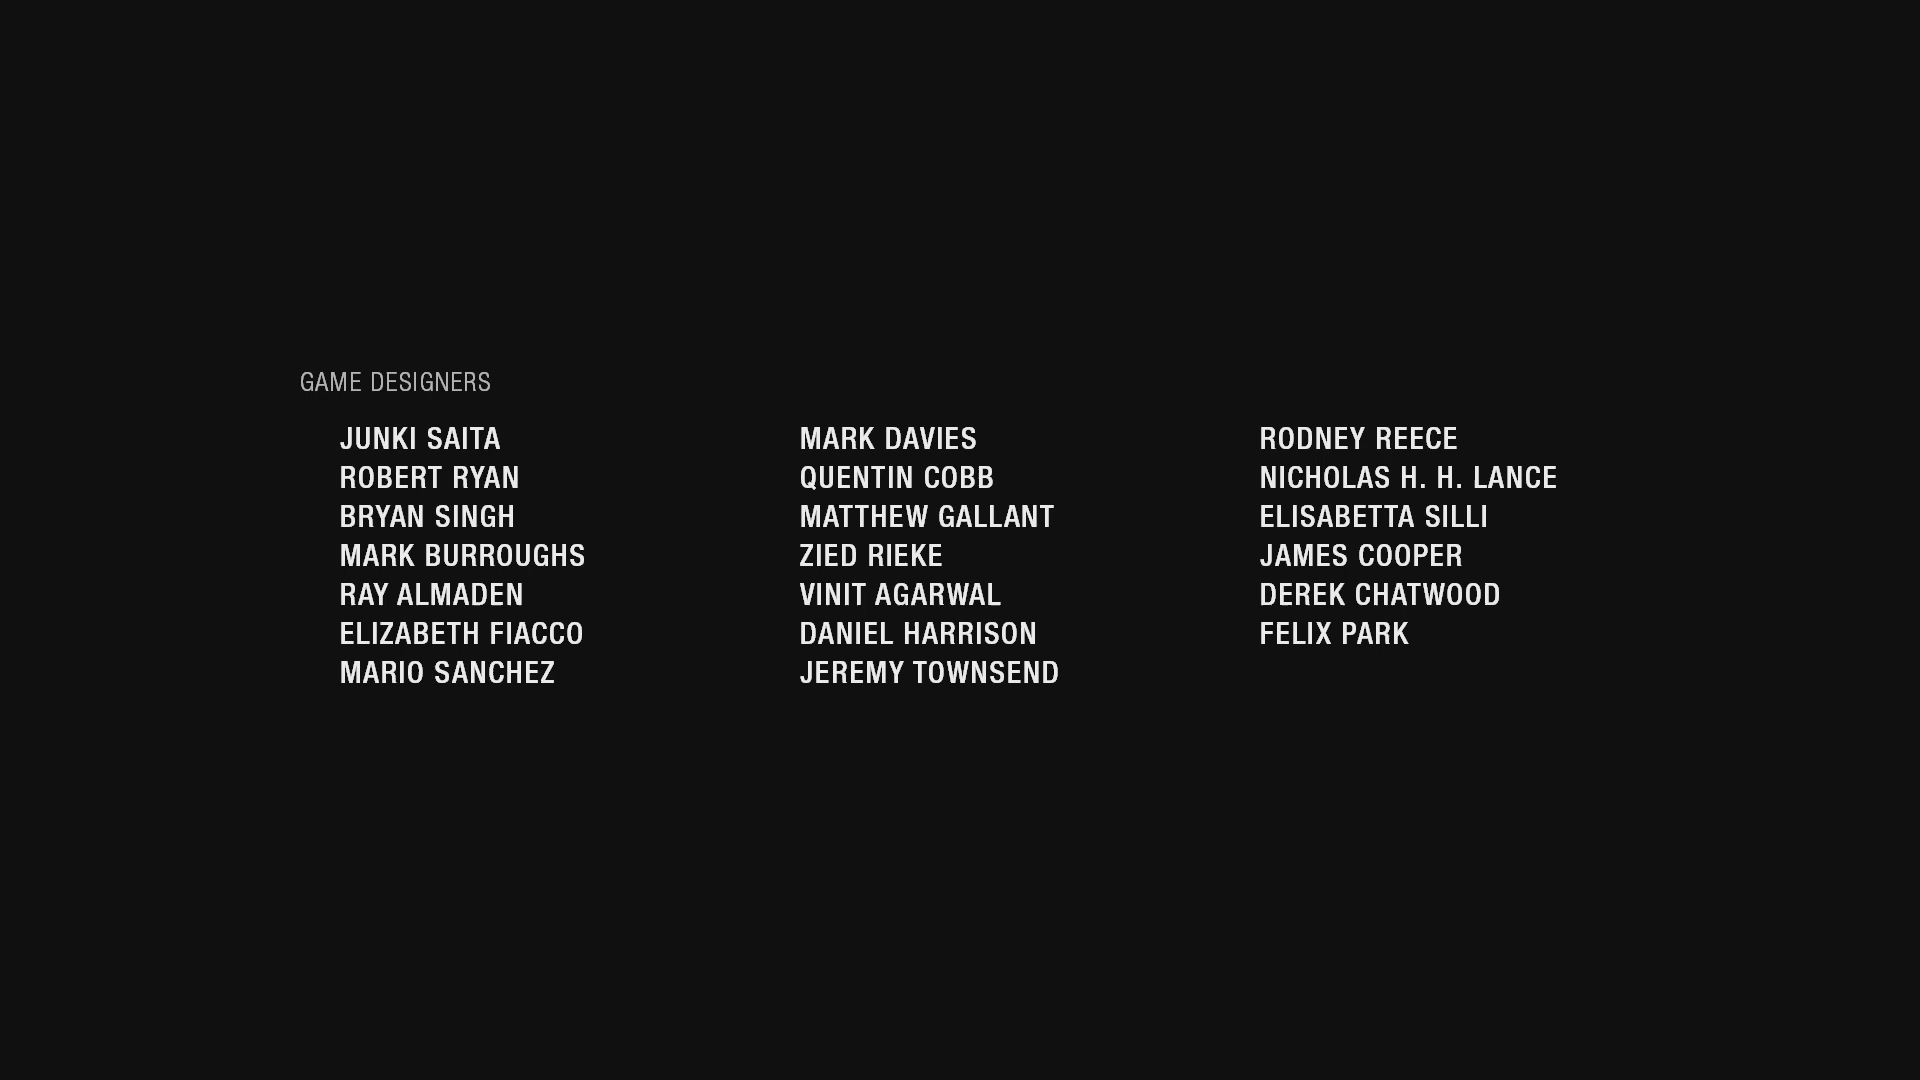 GAME DESIGNERS
JUNKI SAITA
ROBERT RYAN
BRYAN SINGH
MARK BURROUGHS
RAY ALMADEN
ELIZABETH FIACCO
MARIO SANCHEZ
MARK DAVIES
QUENTIN COBB
MATTHEW GALLANT
ZIED RIEKE
VINIT AGARWAL
DANIEL HARRISON
JEREMY TOWNSEND
RODNEY REECE
NICHOLAS H. H. LANCE
ELISABETTA SILLI
JAMES COOPER
DEREK CHATWOOD
FELIX PARK